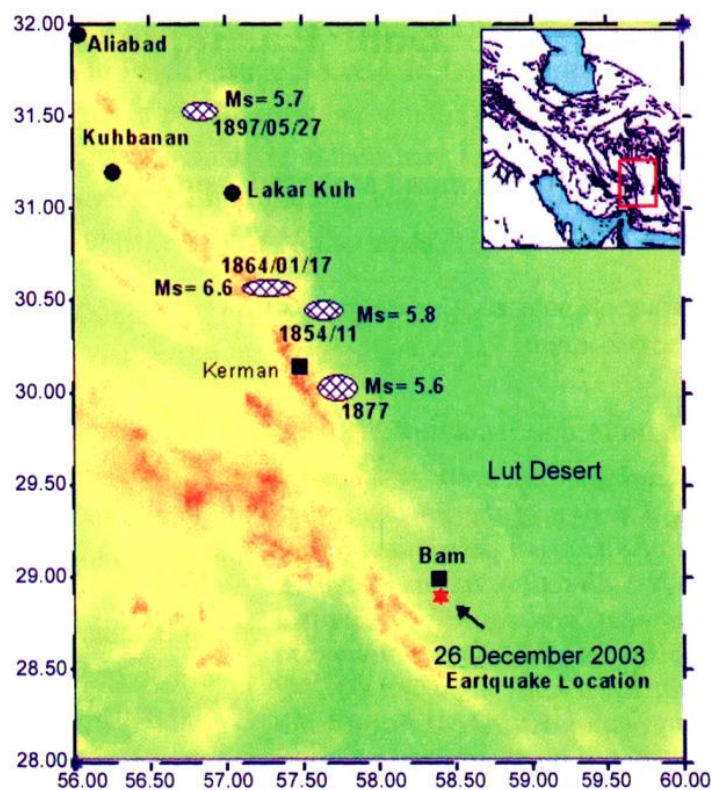 32.00
Aliabad
31.50
Ms= 5.7
1897/05/27
Kuhbanan
Lakar Kuh
31.00
1864/01/17
Ms= 6.6
30.50
Ms= 5.8
1854/11
Kerman
30.00
Ms= 5.6
1877
29.50
Lut Desert
Bam
29.00
26 December 2003
28.50
Eartquake Location
28.00
56.00 56.50 57.00 57.50 58.00 58.50 59.00 59.50 60.00